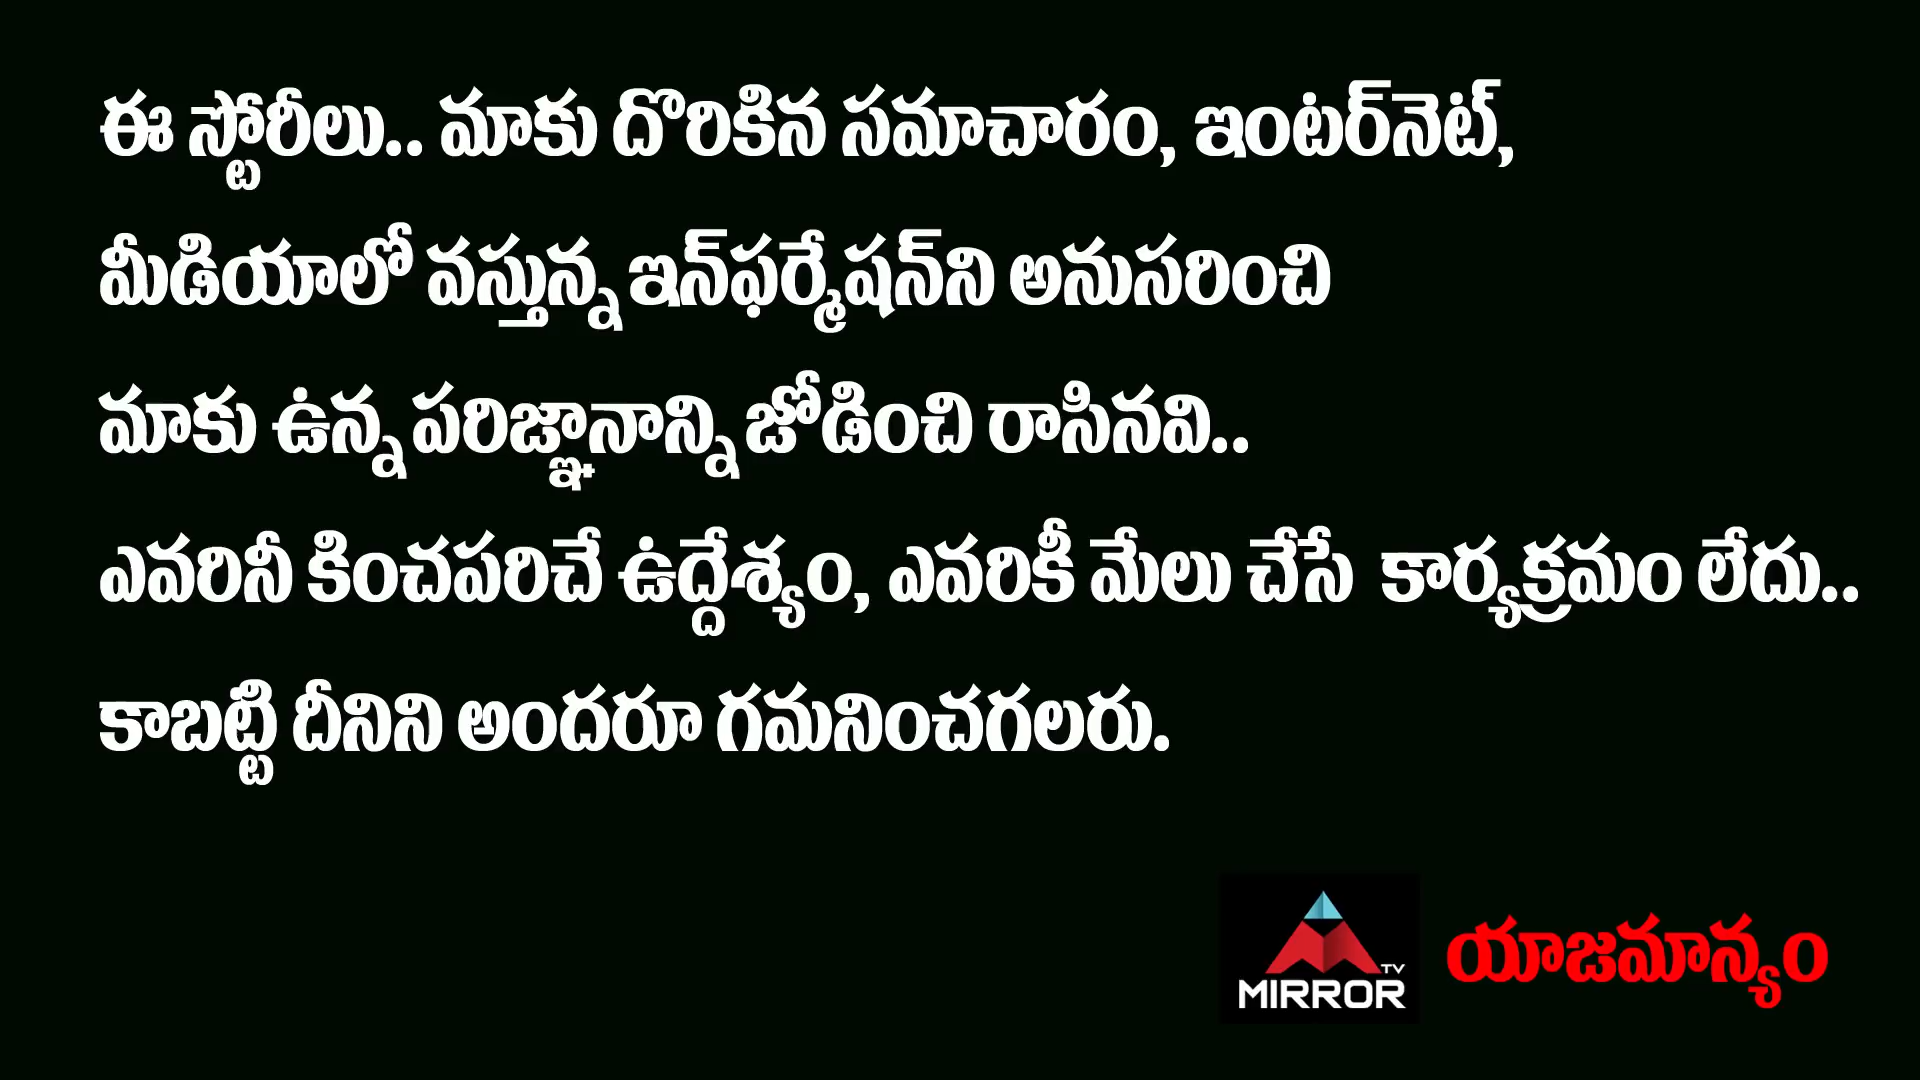 ఈ స్టోరీలు.. మాకు దొరికిన సమాచారం, ఇంటర్‌నెట్,
మీడియాలో వస్తున్న ఇన్‌ఫర్మేషన్‌ని అనుసరించి
మాకు ఉన్న పరిజ్ఞానాన్ని జోడించి రాసినవి..
ఎవరినీ కించపరిచే ఉద్దేశ్యం, ఎవరికీ మేలు చేసే కార్యక్రమం లేదు..
కాబట్టి దీనిని అందరూ గమనించగలరు.
TV
MIRROR
యాజమాన్యం